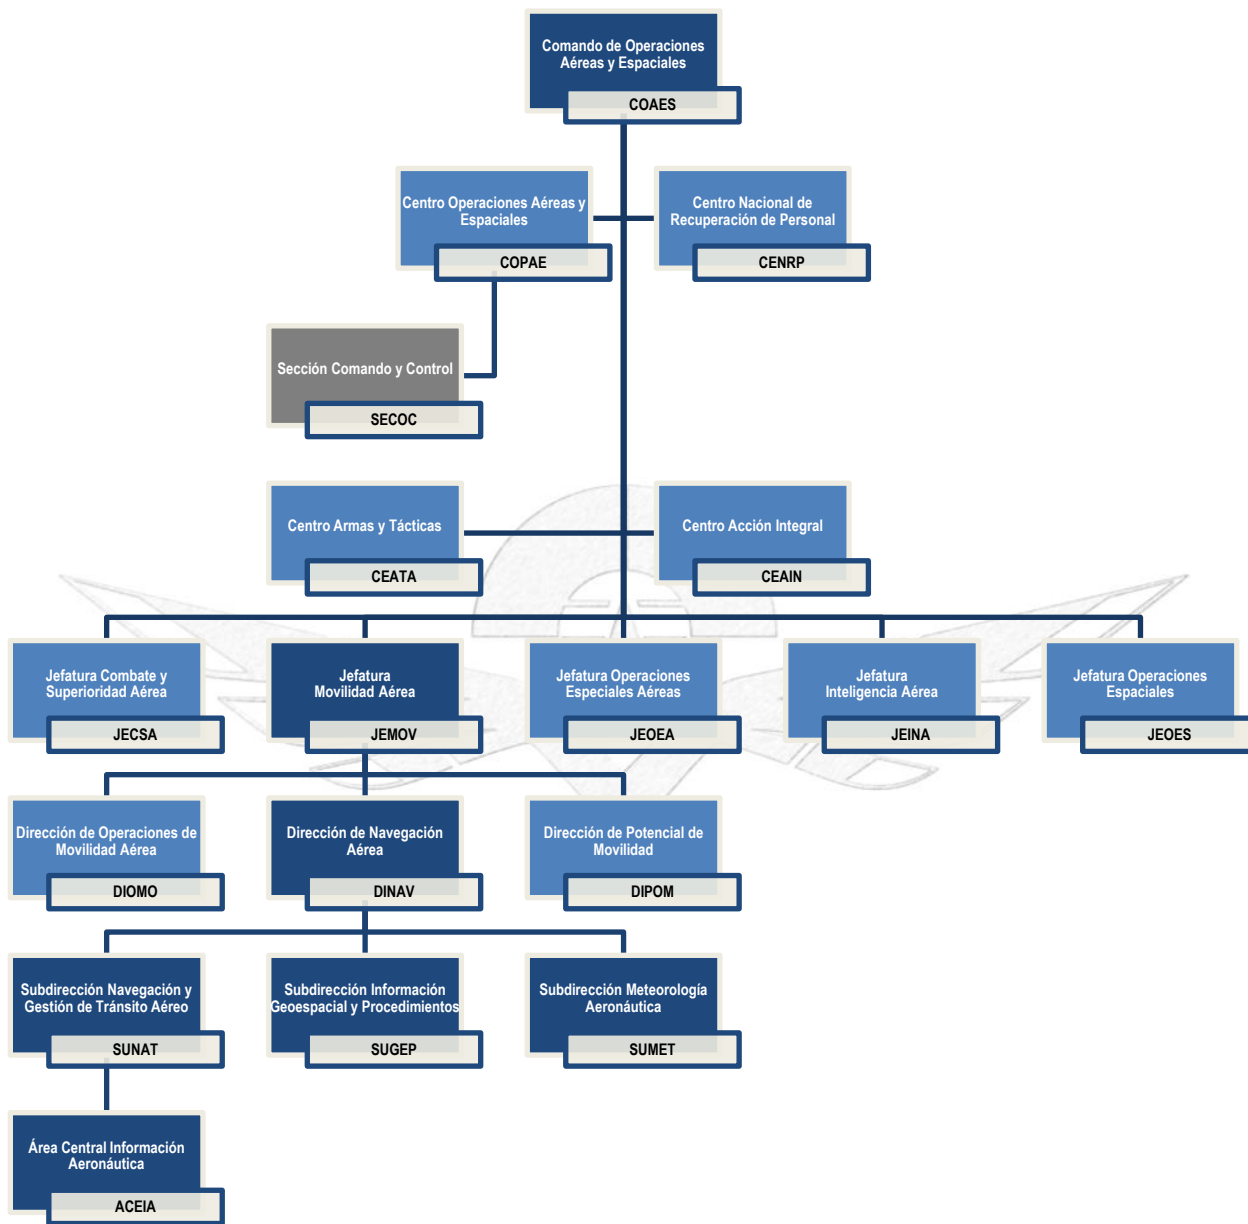 Comando de Operaciones
Aéreas y Espaciales
COAES
Centro Operaciones Aéreas y
Espaciales
COPAE
Centro Nacional de
Recuperación de Personal
CENRP
Sección Comando y Control
SECOC
Centro Armas y Tácticas
CEATA
Centro Acción Integral
CEAIN
Jefatura Combate y
Superioridad Aérea
JECSA
Jefatura
Movilidad Aérea
JEMOV
Jefatura Operaciones
Especiales Aéreas
JEOEA
Jefatura
Inteligencia Aérea
JEINA
Jefatura Operaciones
Espaciales
JEOES
Dirección de Operaciones de
Movilidad Aérea
DIOMO
Dirección de Navegación
Aérea
DINAV
Dirección de Potencial de
Movilidad
DIPOM
Subdirección Navegación y
Gestión de Tránsito Aéreo
SUNAT
Subdirección Información
Geoespacial y Procedimientos
SUGEP
Subdirección Meteorología
Aeronáutica
SUMET
Área Central Información
Aeronáutica
ACEIA